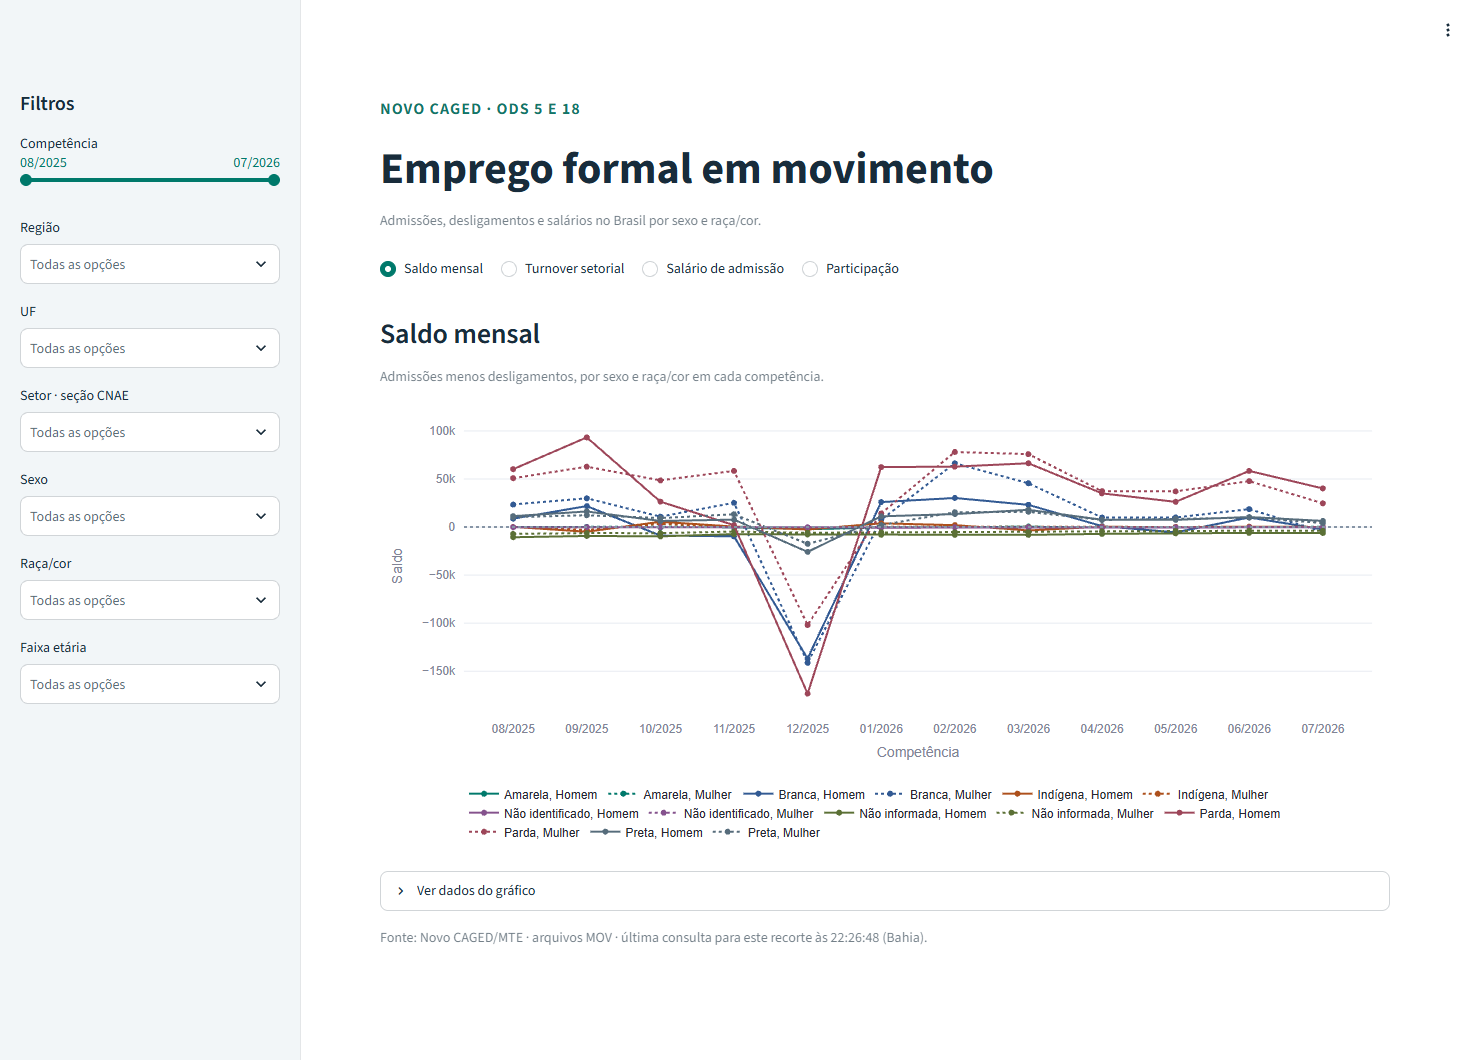 Filtros
Competência
08/2025 07/2026
Região
Todas as opções
UF
Todas as opções
Setor · seção CNAE
Todas as opções
Sexo
Todas as opções
Raça/cor
Todas as opções
Faixa etária
Todas as opções
NOVO CAGED · ODS 5 E 18
Emprego formal em movimento
Admissões, desligamentos e salários no Brasil por sexo e raça/cor.
Saldo mensal Turnover setorial Salário de admissão Participação
Saldo mensal
Admissões menos desligamentos, por sexo e raça/cor em cada competência.
100k
50k
0
−50k
−100k
−150k
Saldo
08/2025 09/2025 10/2025 11/2025 12/2025 01/2026 02/2026 03/2026 04/2026 05/2026 06/2026 07/2026
Competência
Amarela, Homem Amarela, Mulher Branca, Homem Branca, Mulher Indígena, Homem Indígena, Mulher
Não identificado, Homem Não identificado, Mulher Não informada, Homem Não informada, Mulher Parda, Homem
Parda, Mulher Preta, Homem Preta, Mulher
Ver dados do gráfico
Fonte: Novo CAGED/MTE · arquivos MOV · última consulta para este recorte às 22:26:48 (Bahia).